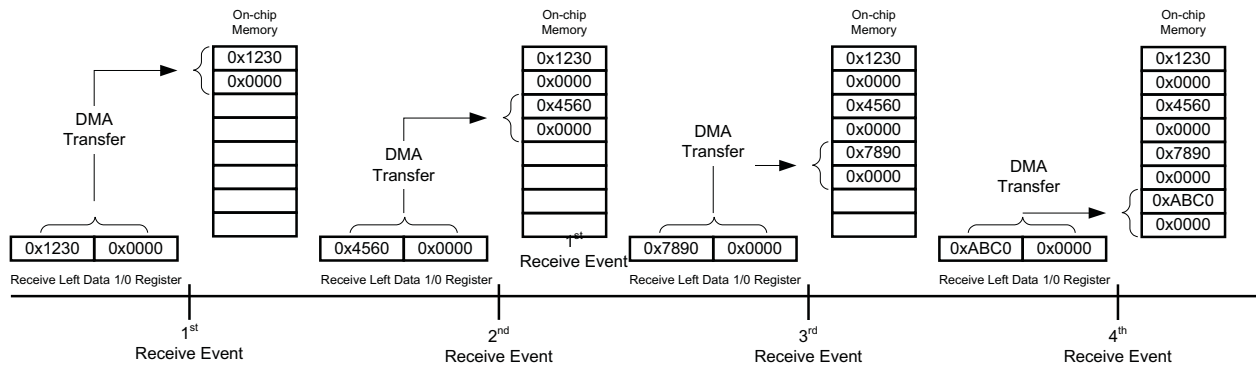 On-chip
Memory
0x1230
0x0000
DMA
Transfer
0x1230 0x0000
Receive Left Data 1/0 Register
1st
Receive Event
On-chip
Memory
0x1230
0x0000
0x4560
0x0000
DMA
Transfer
0x4560 0x0000
Receive Left Data 1/0 Register
1st
Receive Event
2nd
Receive Event
On-chip
Memory
0x1230
0x0000
0x4560
0x0000
0x7890
0x0000
DMA
Transfer
0x7890 0x0000
Receive Left Data 1/0 Register
3rd
Receive Event
On-chip
Memory
0x1230
0x0000
0x4560
0x0000
0x7890
0x0000
0xABC0
0x0000
DMA
Transfer
0xABC0 0x0000
Receive Left Data 1/0 Register
4th
Receive Event